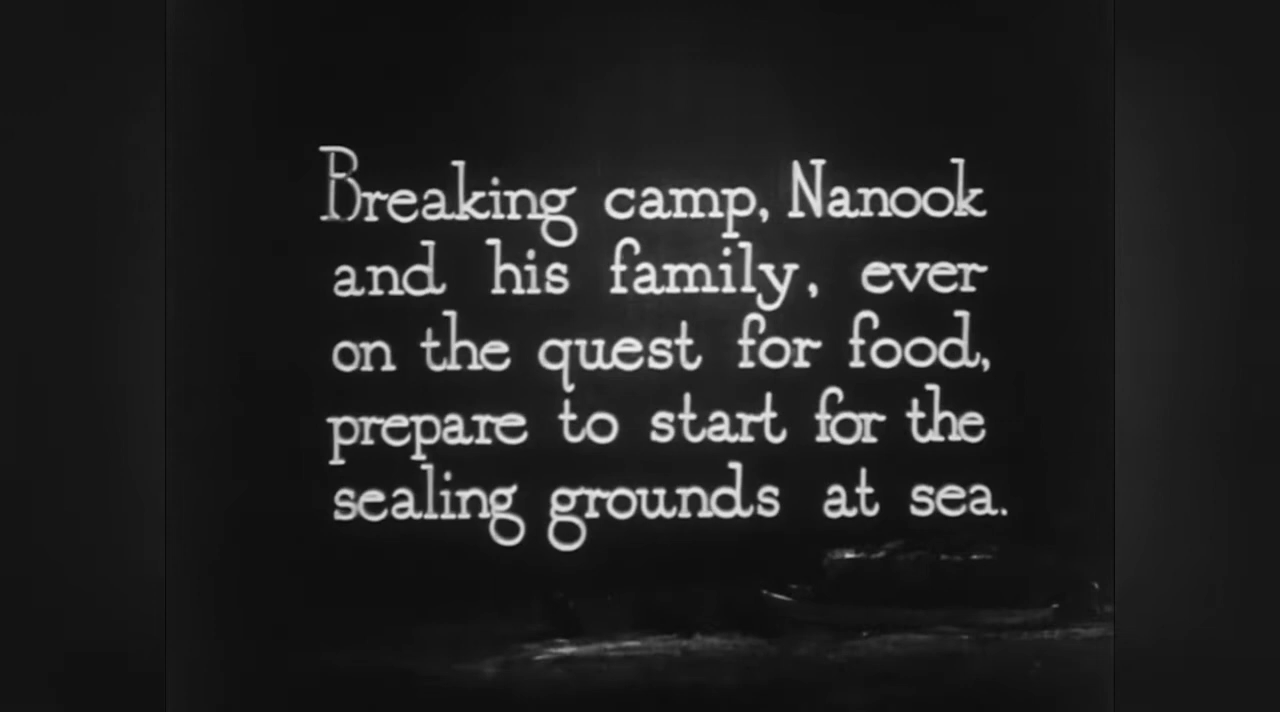 Breaking camp, Nanook
and his family, ever
on the quest for food,
prepare to start for the
sealing grounds at sea.